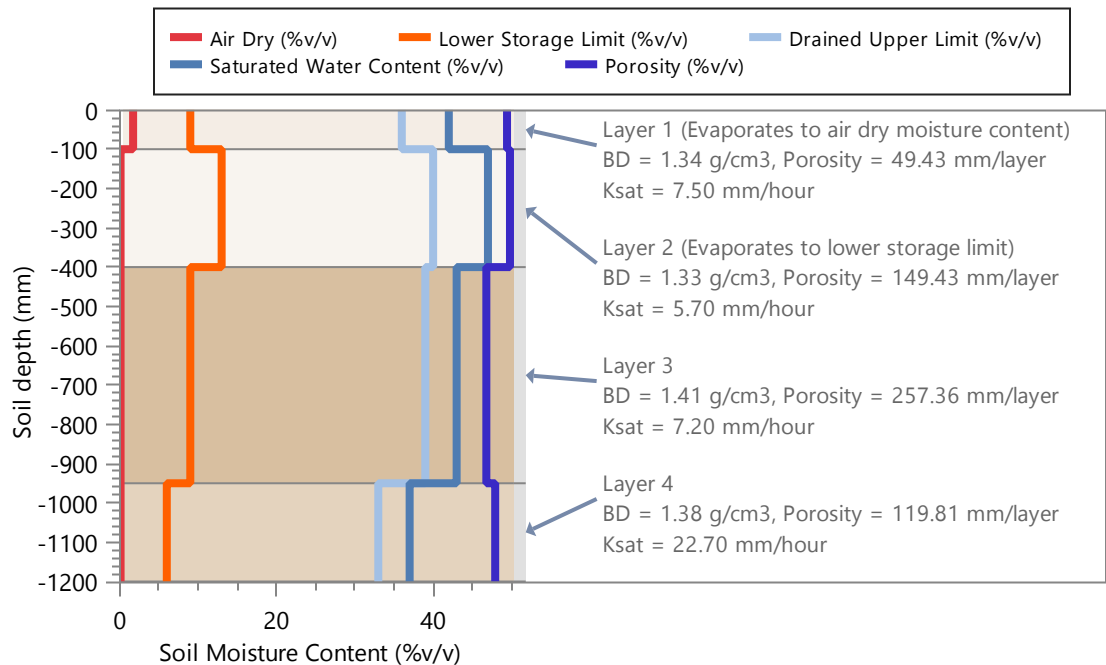 Air Dry (%v/v) Lower Storage Limit (%v/v) Drained Upper Limit (%v/v)
Saturated Water Content (%v/v) Porosity (%v/v)
Soil depth (mm)
0
-100
-200
-300
-400
-500
-600
-700
-800
-900
-1000
-1100
-1200
Layer 1 (Evaporates to air dry moisture content)
BD = 1.34 g/cm3, Porosity = 49.43 mm/layer
Ksat = 7.50 mm/hour
Layer 2 (Evaporates to lower storage limit)
BD = 1.33 g/cm3, Porosity = 149.43 mm/layer
Ksat = 5.70 mm/hour
Layer 3
BD = 1.41 g/cm3, Porosity = 257.36 mm/layer
Ksat = 7.20 mm/hour
Layer 4
BD = 1.38 g/cm3, Porosity = 119.81 mm/layer
Ksat = 22.70 mm/hour
0 20 40
Soil Moisture Content (%v/v)